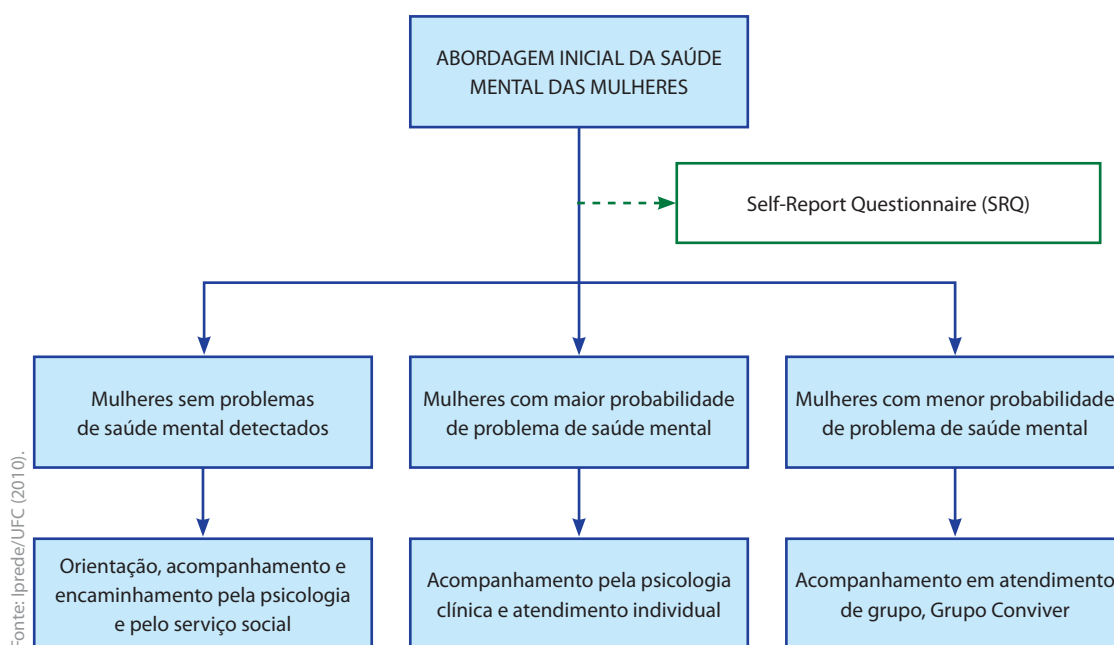 ABORDAGEM INICIAL DA SAÚDE
MENTAL DAS MULHERES
Self-Report Questionnaire (SRQ)
Mulheres sem problemas
de saúde mental detectados
Mulheres com maior probabilidade
de problema de saúde mental
Mulheres com menor probabilidade
de problema de saúde mental
Orientação, acompanhamento e
encaminhamento pela psicologia
e pelo serviço social
Acompanhamento pela psicologia
clínica e atendimento individual
Acompanhamento em atendimento
de grupo, Grupo Conviver
Fonte: Iprede/UFC (2010).